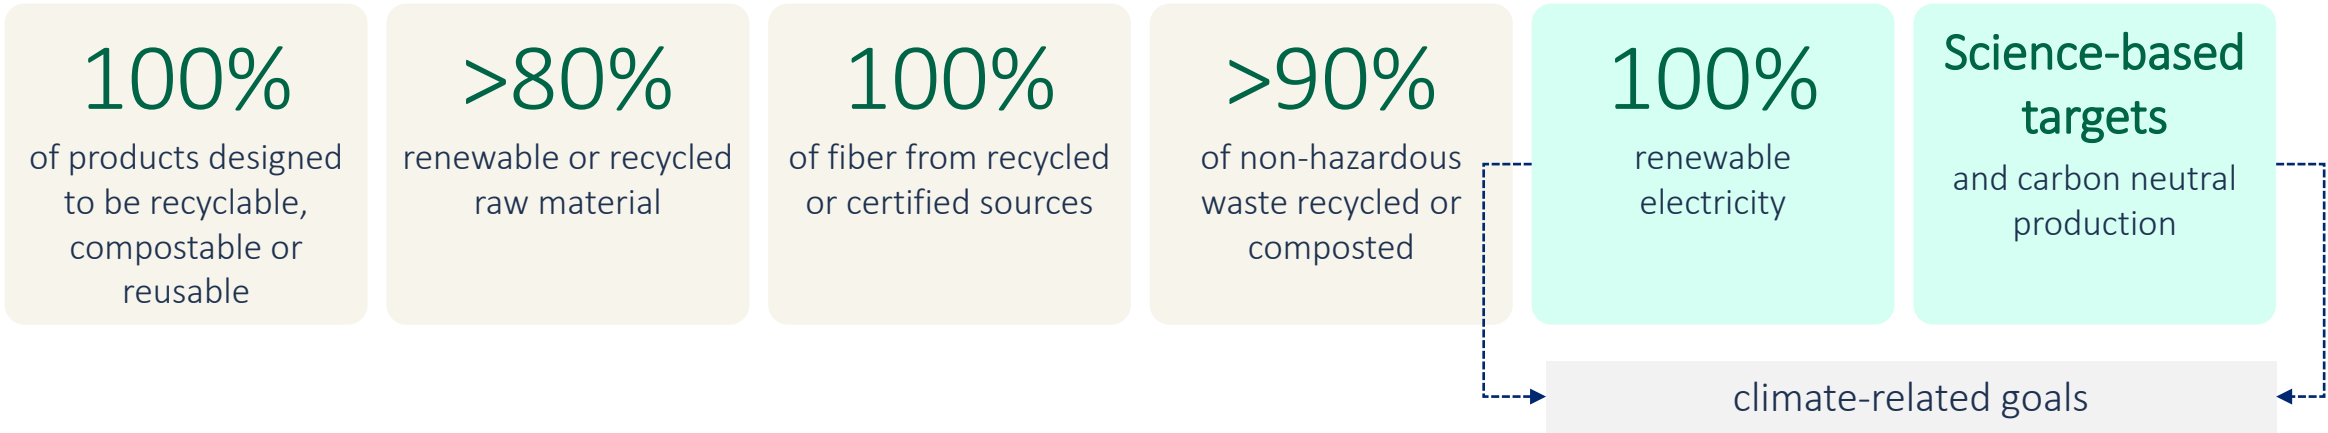 100%
of products designed
to be recyclable,
compostable or
reusable
>80%
renewable or recycled
raw material
100%
of fiber from recycled
or certified sources
>90%
of non-hazardous
waste recycled or
composted
100%
renewable
electricity
Science-based
targets
and carbon neutral
production
climate-related goals